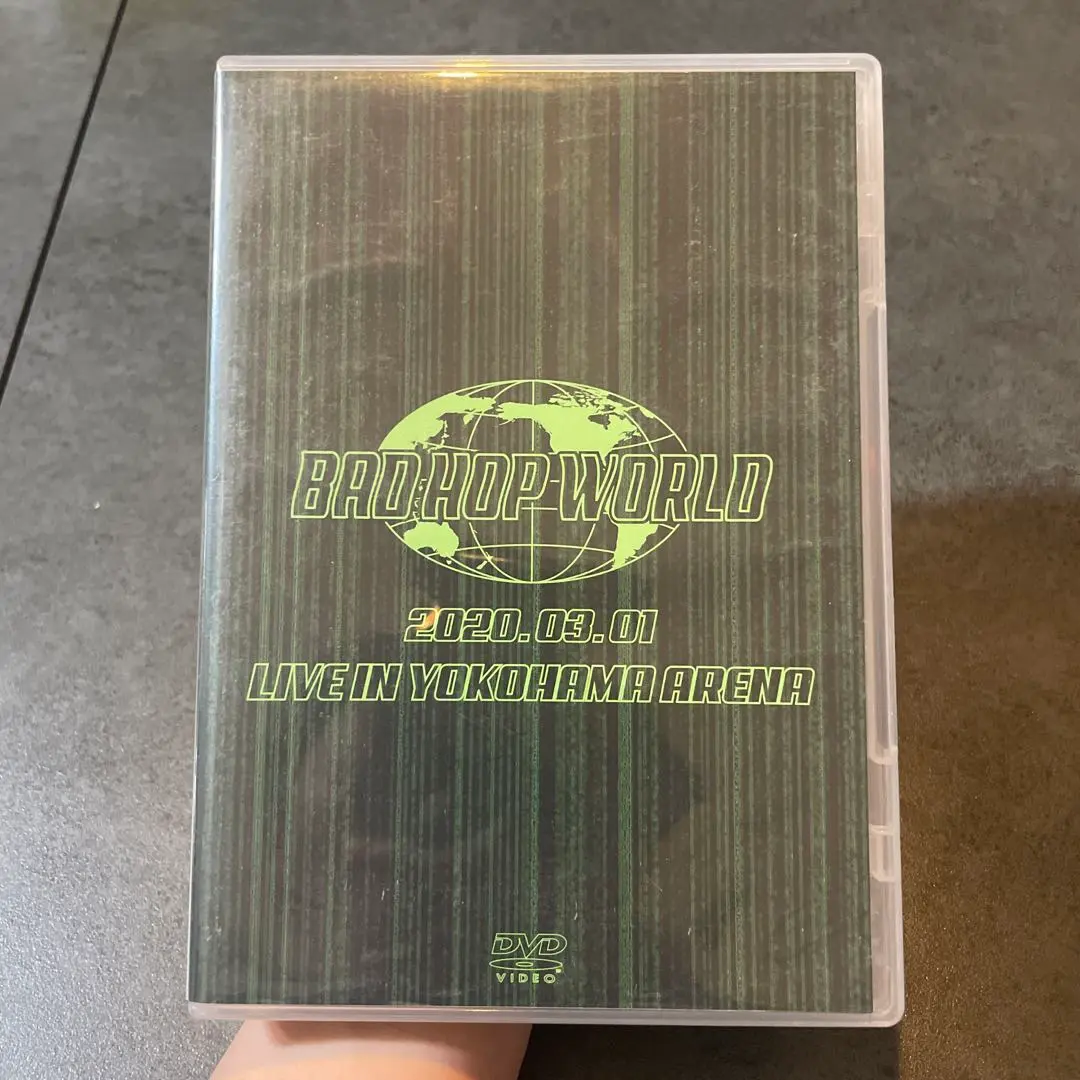 BAD HOP WORLD
2020.03.01
LIVE IN YOKOHAMA ARENA
DVD
VIDEO